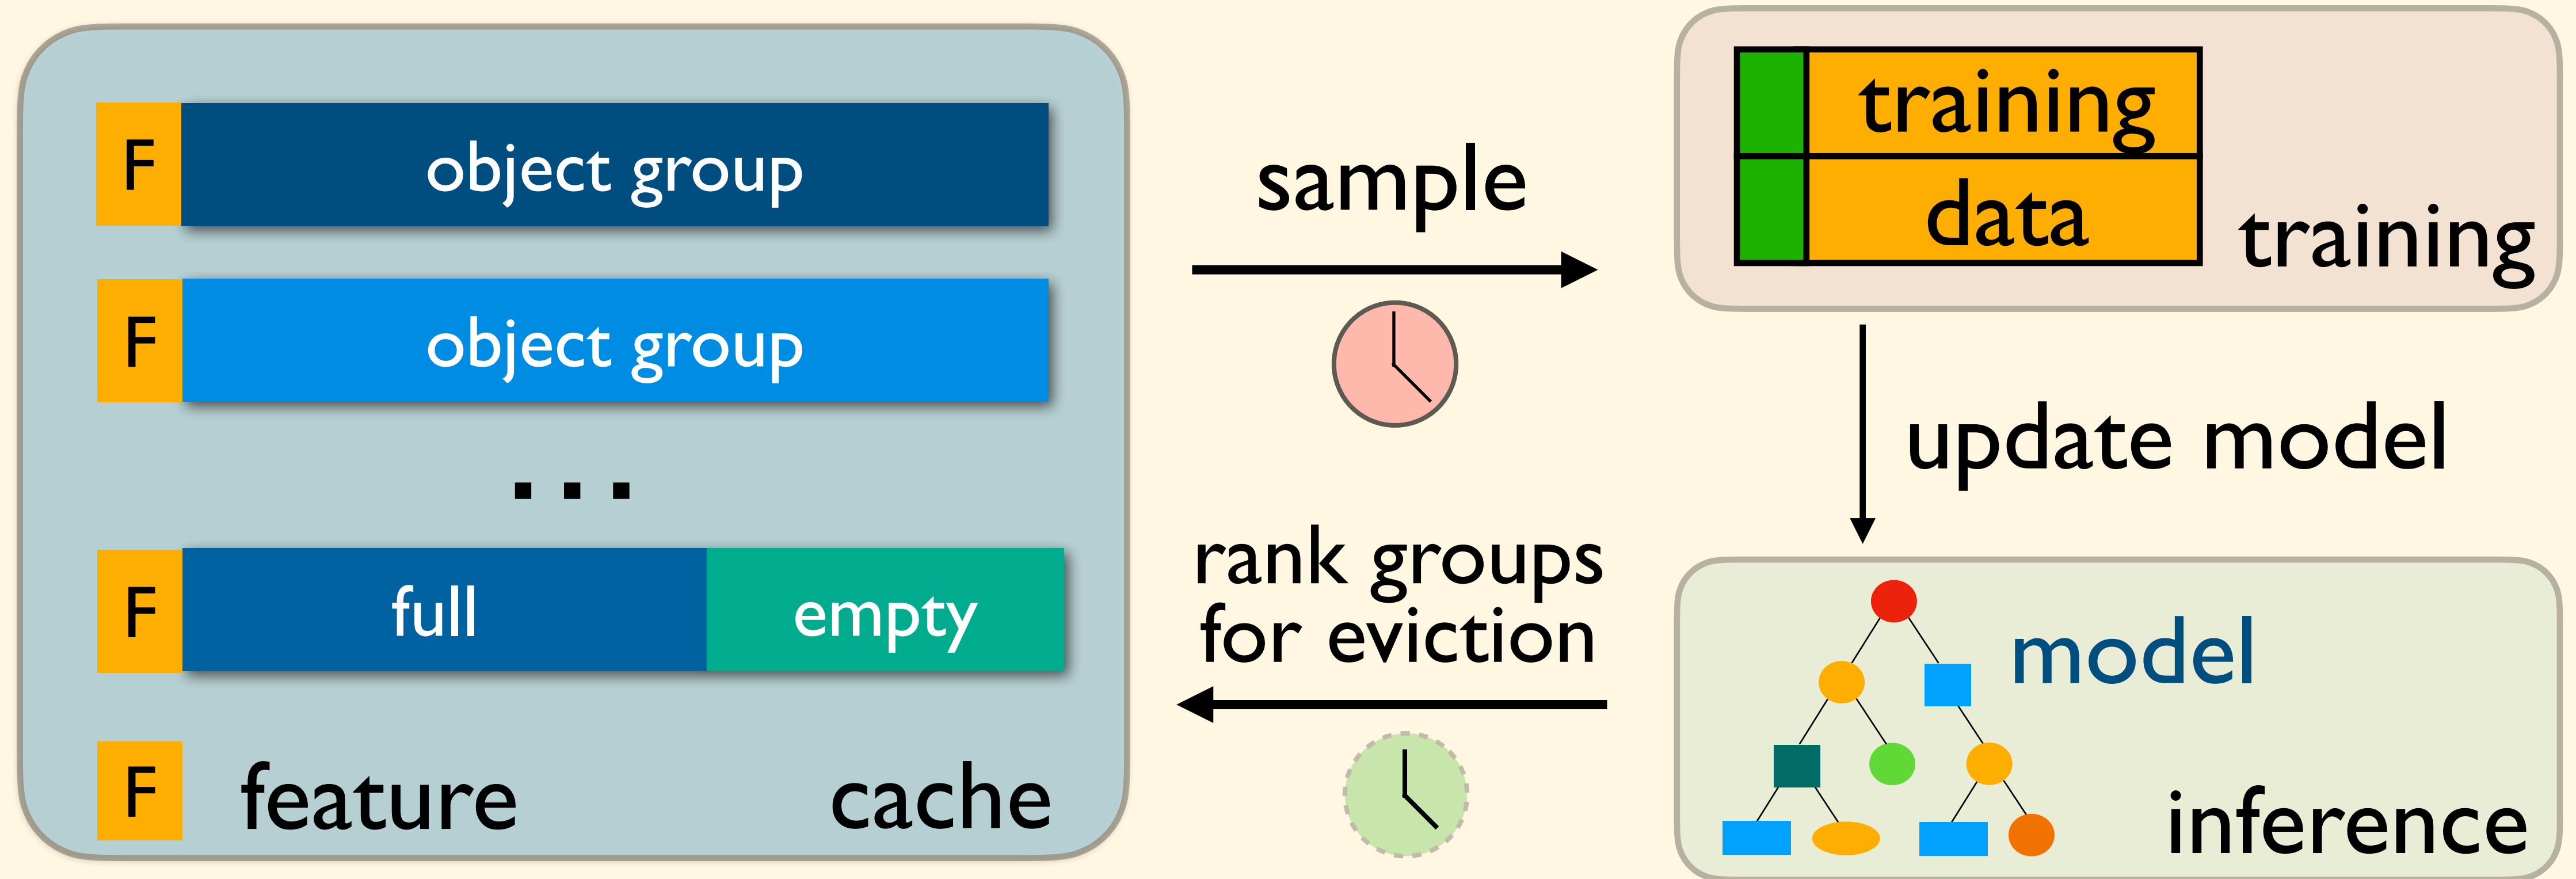 F object group
F object group
...
F full empty
F feature cache
sample
rank groups
for eviction
training
data
training
update model
model
inference